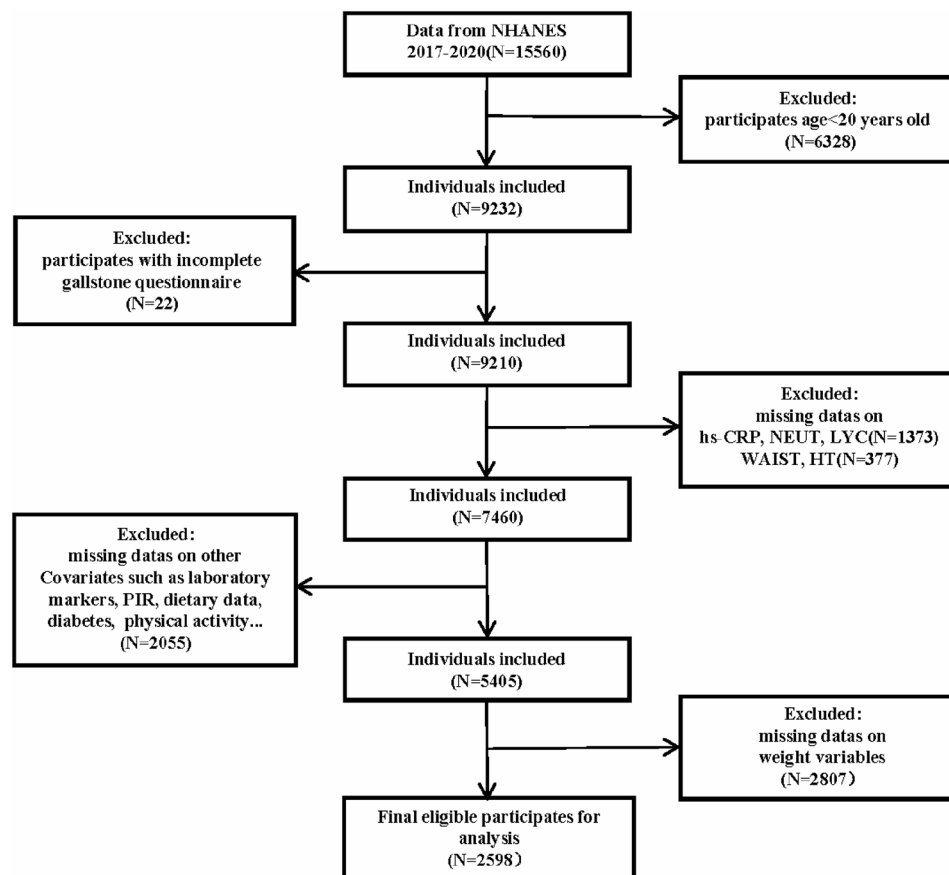 Data from NHANES
2017-2020(N=15560)
Excluded:
participates age<20 years old
(N=6328)
Individuals included
(N=9232)
Excluded:
participates with incomplete
gallstone questionnaire
(N=22)
Individuals included
(N=9210)
Excluded:
missing datas on
hs-CRP, NEUT, LYC(N=1373)
WAIST, HT(N=377)
Individuals included
(N=7460)
Excluded:
missing datas on other
Covariates such as laboratory
markers, PIR, dietary data,
diabetes, physical activity...
(N=2055)
Individuals included
(N=5405)
Excluded:
missing datas on
weight variables
(N=2807）
Final eligible participates for
analysis
(N=2598）